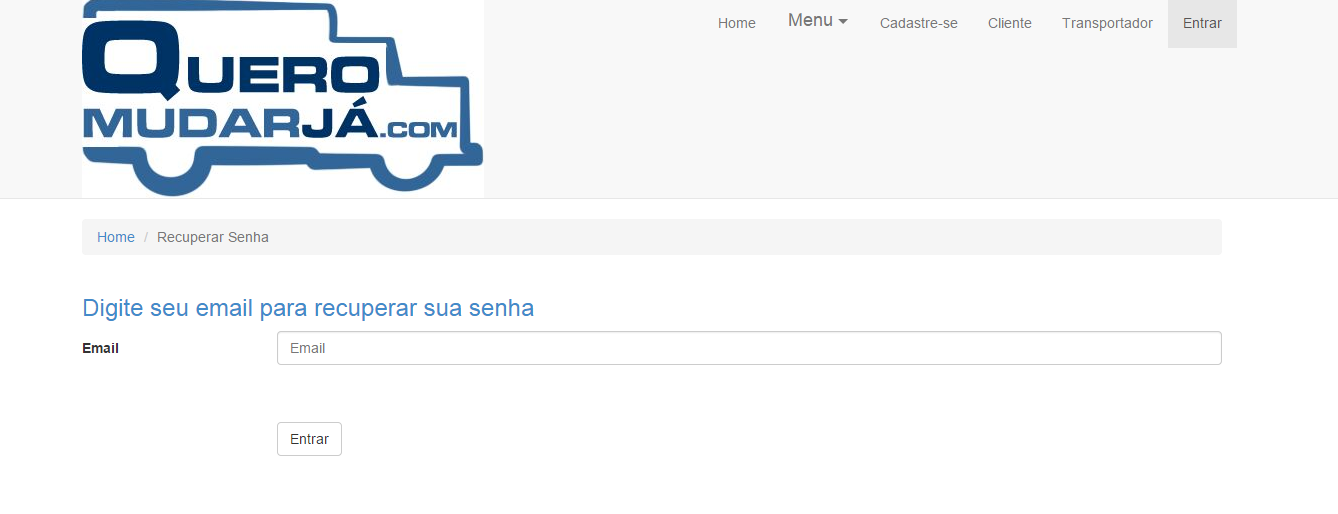 QUERO
MUDARJÁ.COM
Home Menu Cadastre-se Cliente Transportador Entrar
Home / Recuperar Senha
Digite seu email para recuperar sua senha
Email Email
Entrar